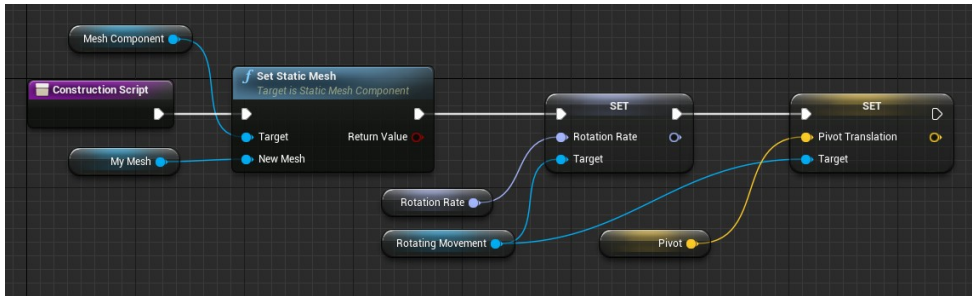 Mesh Component
Construction Script
Set Static Mesh
Target is Static Mesh Component
Target
Return Value
New Mesh
My Mesh
SET
Rotation Rate
Target
SET
Pivot Translation
Target
Rotation Rate
Rotating Movement
Pivot